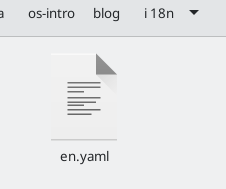 a os-intro blog i18n
en.yaml